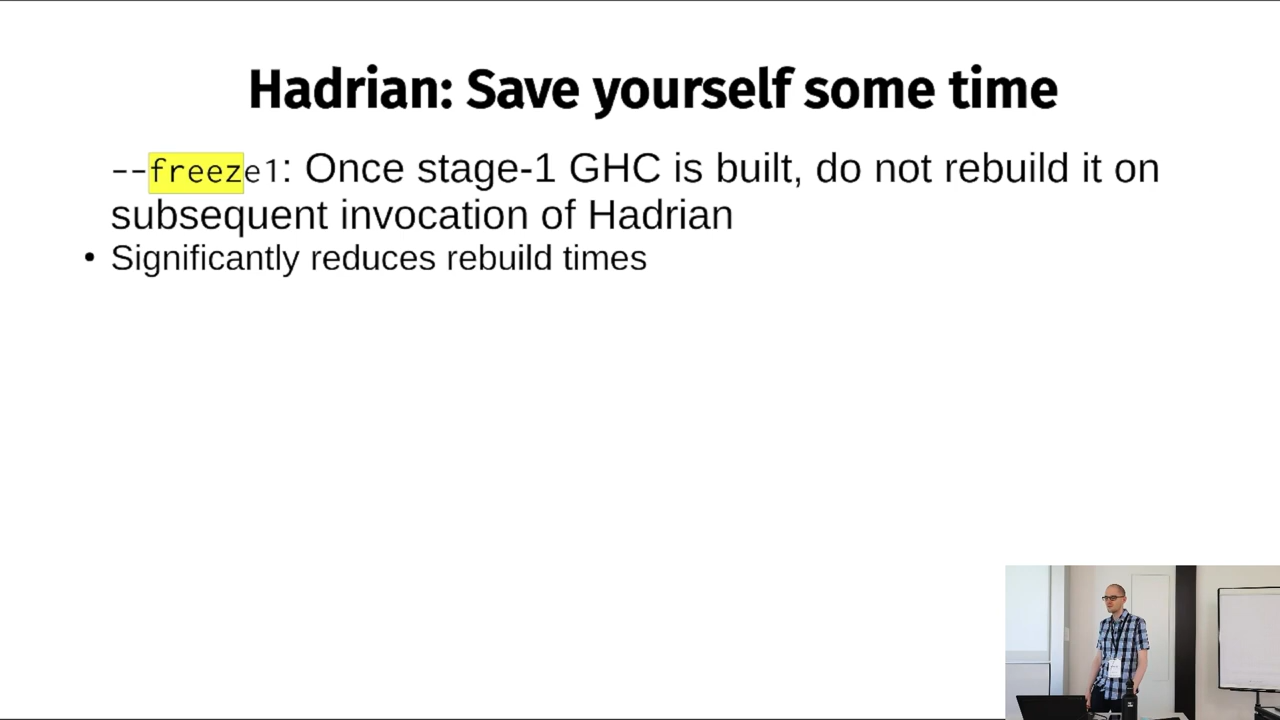 Hadrian: Save yourself some time
--freeze1: Once stage-1 GHC is built, do not rebuild it on
subsequent invocation of Hadrian
• Significantly reduces rebuild times